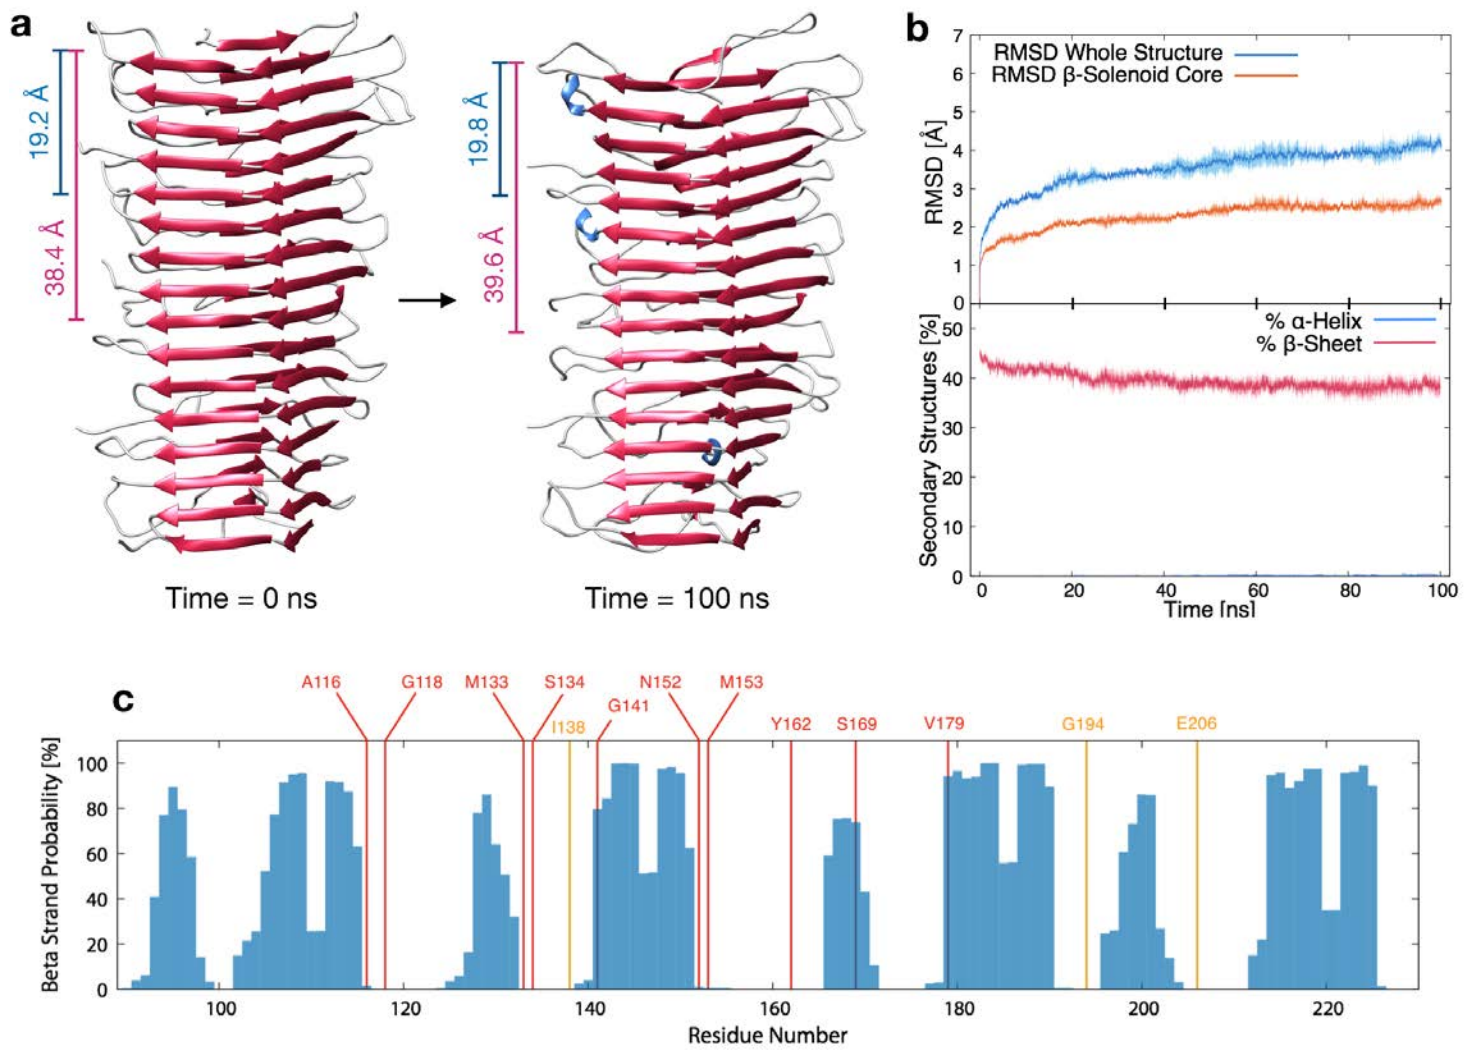 a
19.2 Å
38.4 Å
19.8 Å
39.6 Å
Time = 0 ns
Time = 100 ns
b
RMSD Whole Structure
RMSD β-Solenoid Core
RMSD [Å]
7
6
5
4
3
2
1
0
% α-Helix
% β-Sheet
Secondary Structures [%]
50
40
30
20
10
0
0 20 40 60 80 100
Time [ns]
c
A116 G118 M133 S134 N152 M153
G141
I138 Y162 S169 V179 G194 E206
Beta Strand Probability [%]
100
80
60
40
20
0
100 120 140 160 180 200 220
Residue Number